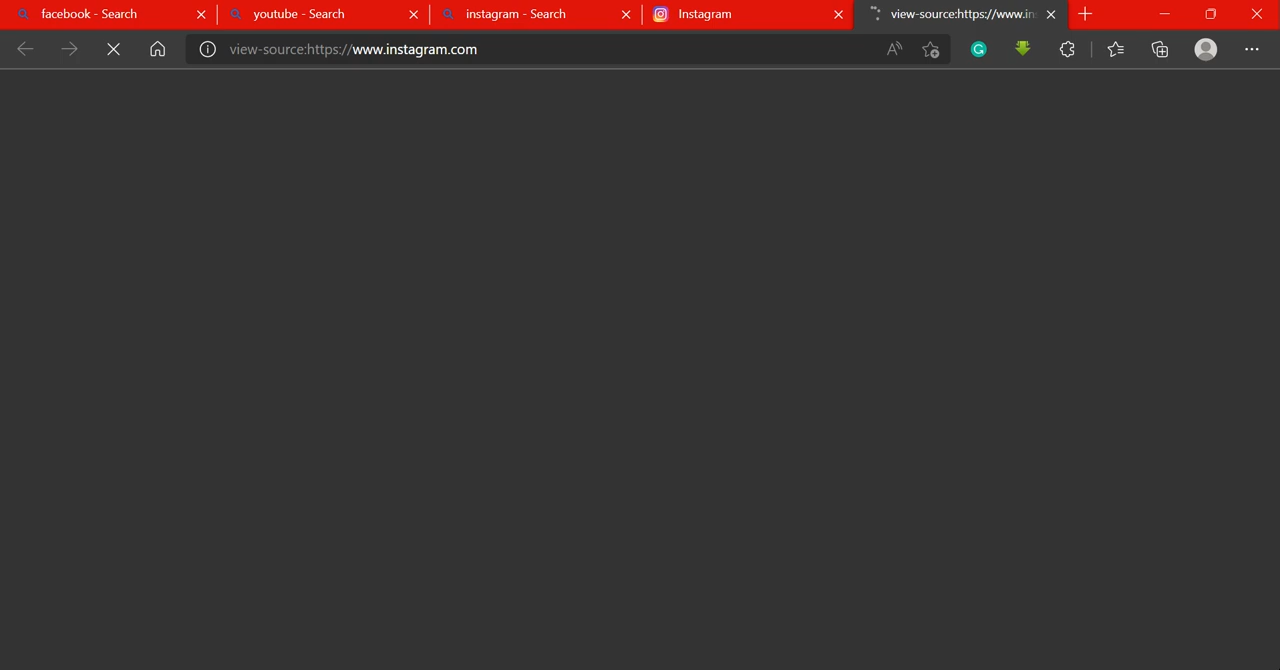 facebook - Search
youtube - Search
instagram - Search
Instagram
view-source:https://www.in
view-source:https://www.instagram.com